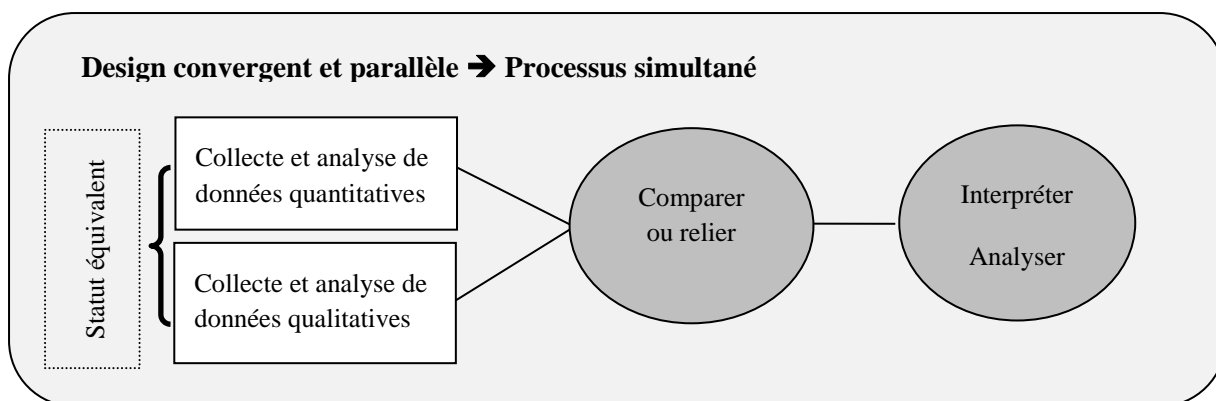 Design convergent et parallèle ➔ Processus simultané
Statut équivalent
Collecte et analyse de
données quantitatives
Collecte et analyse de
données qualitatives
Comparer
ou relier
Interpréter
Analyser